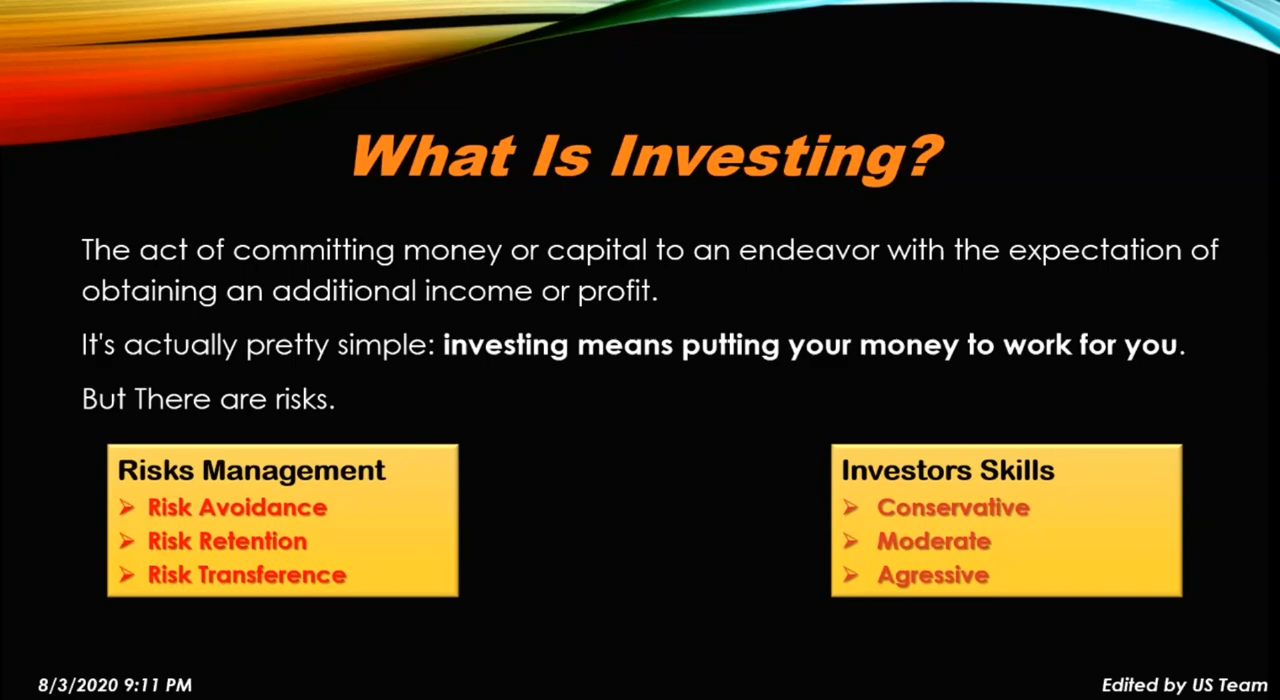 What Is Investing?
The act of committing money or capital to an endeavor with the expectation of
obtaining an additional income or profit.
It's actually pretty simple: investing means putting your money to work for you.
But There are risks.
Risks Management
➢ Risk Avoidance
➢ Risk Retention
➢ Risk Transference
Investors Skills
➢ Conservative
➢ Moderate
➢ Agressive
8/3/2020 9:11 PM
Edited by US Team